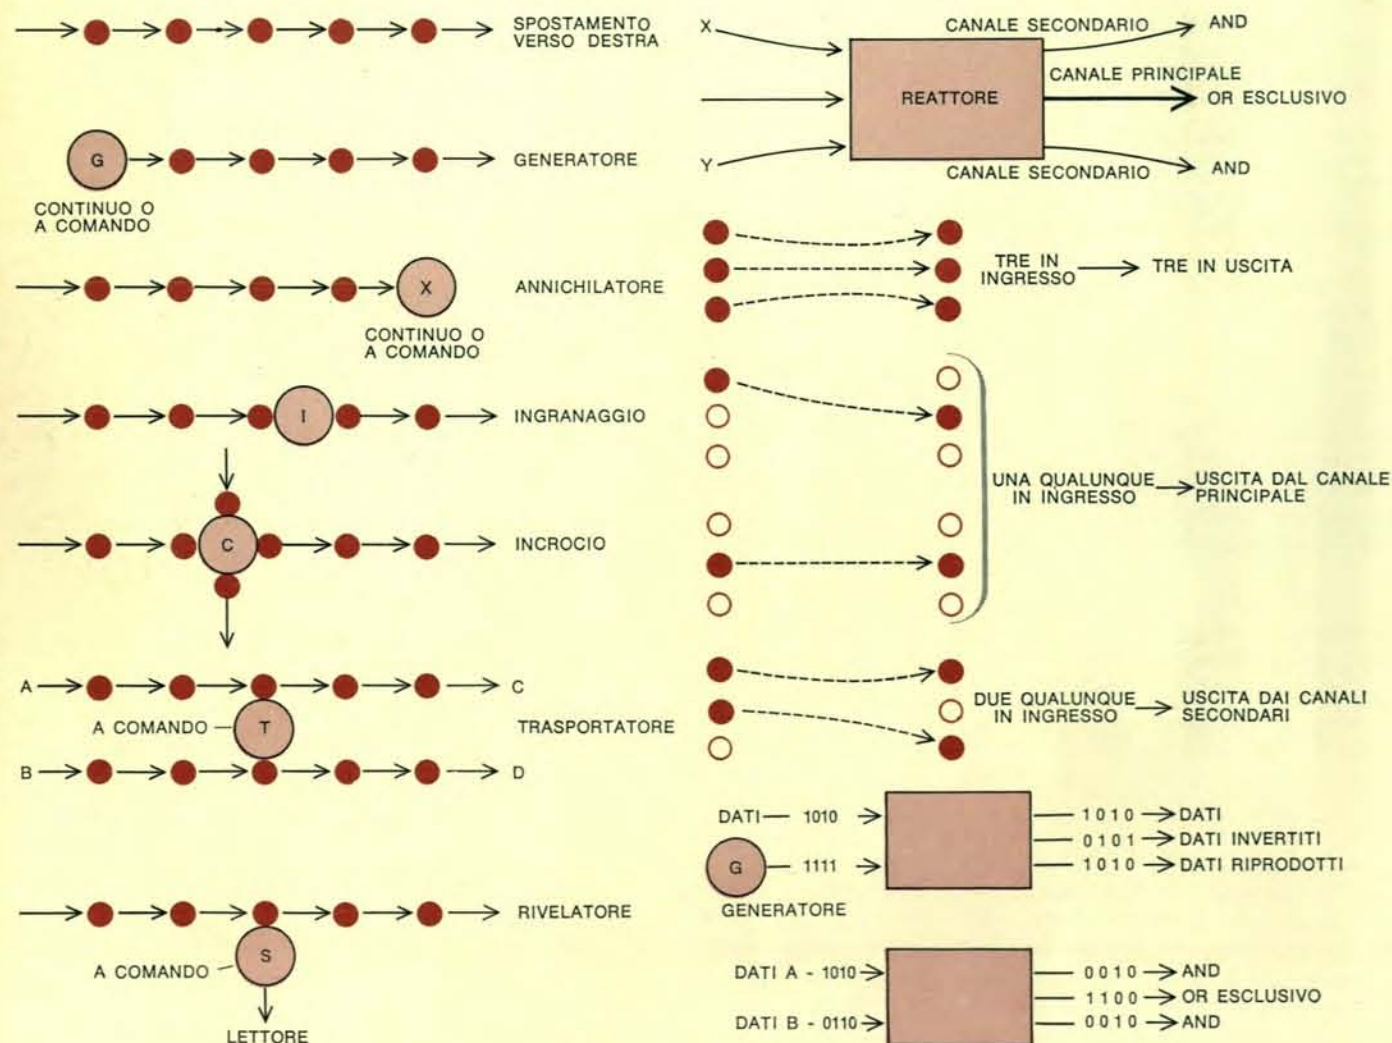 SPOSTAMENTO
VERSO DESTRA
G
GENERATORE
CONTINUO O
A COMANDO
X
ANNICHILATORE
CONTINUO O
A COMANDO
I
INGRANAGGIO
C
INCROCIO
A
C
A COMANDO
T
TRASPORTATORE
B
D
RIVELATORE
A COMANDO
S
LETTORE
X
CANALE SECONDARIO
AND
CANALE PRINCIPALE
REATTORE
OR ESCLUSIVO
Y
CANALE SECONDARIO
AND
TRE IN
INGRESSO
TRE IN USCITA
UNA QUALUNQUE
IN INGRESSO
USCITA DAL CANALE
PRINCIPALE
DUE QUALUNQUE
IN INGRESSO
USCITA DAI CANALI
SECONDARI
DATI 1010
1010 DATI
0101 DATI INVERTITI
G 1111
1010 DATI RIPRODOTTI
GENERATORE
DATI A - 1010
0010 AND
1100 OR ESCLUSIVO
DATI B - 0110
0010 AND